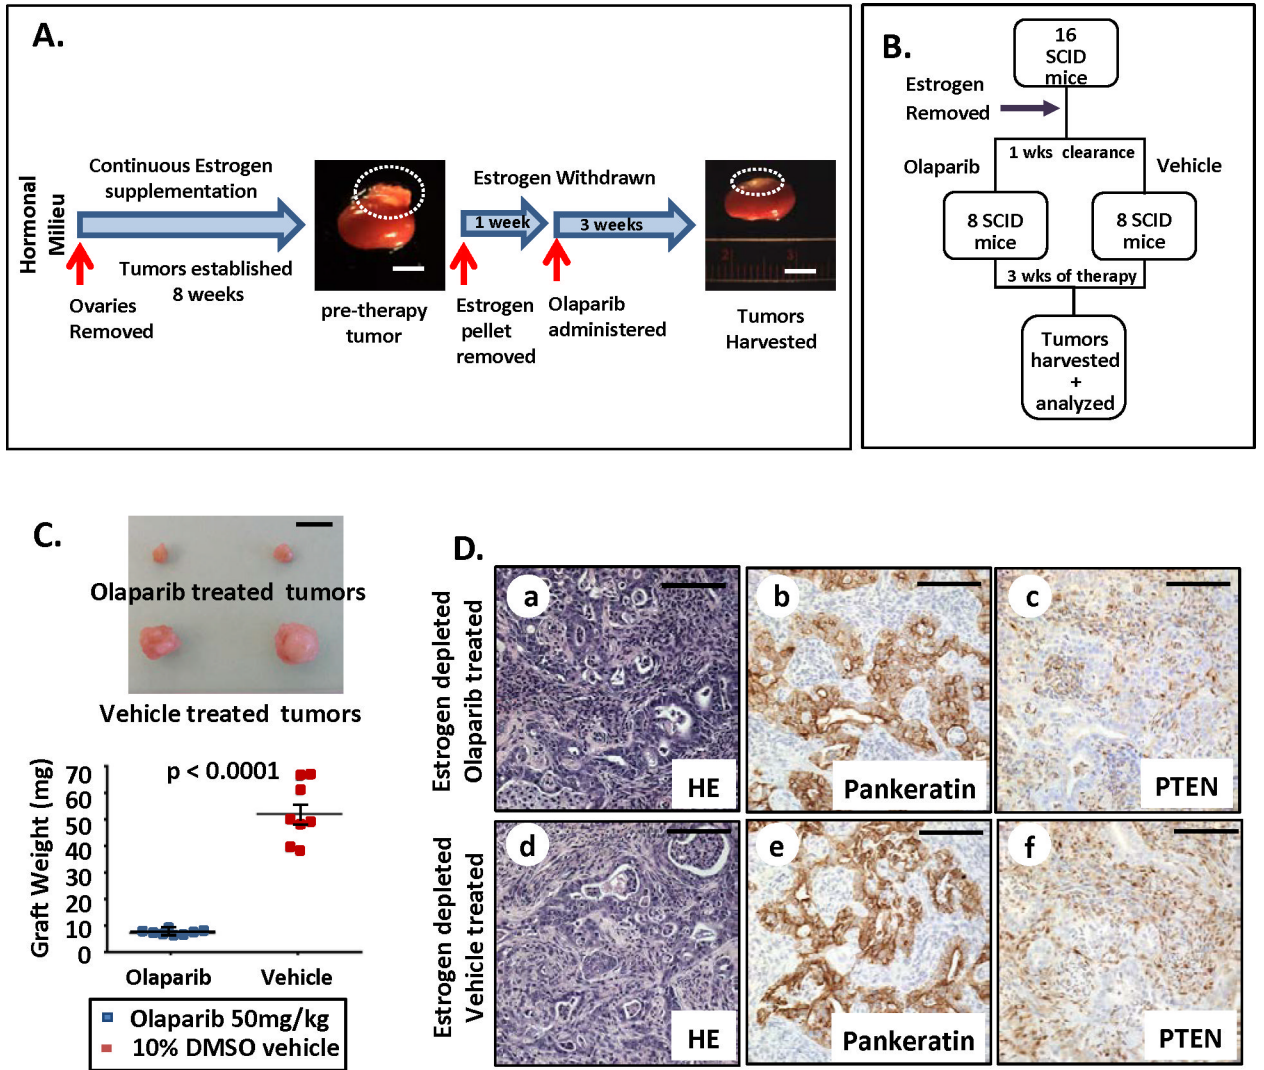 A.
Hormonal
Milieu
Continuous Estrogen
supplementation
Tumors established
8 weeks
Ovaries
Removed
pre-therapy
tumor
Estrogen Withdrawn
1 week
3 weeks
Estrogen
pellet
removed
Olaparib
administered
2
3
Tumors
Harvested
B.
16
SCID
mice
Estrogen
Removed
1 wks clearance
Olaparib
Vehicle
8 SCID
mice
8 SCID
mice
3 wks of therapy
Tumors
harvested
+
analyzed
C.
Olaparib treated tumors
Vehicle treated tumors
Graft Weight (mg)
70
60
50
40
30
20
10
0
p < 0.0001
Olaparib
Vehicle
Olaparib 50mg/kg
10% DMSO vehicle
D.
Estrogen depleted
Olaparib treated
a
HE
b
Pankeratin
c
PTEN
Estrogen depleted
Vehicle treated
d
HE
e
Pankeratin
f
PTEN